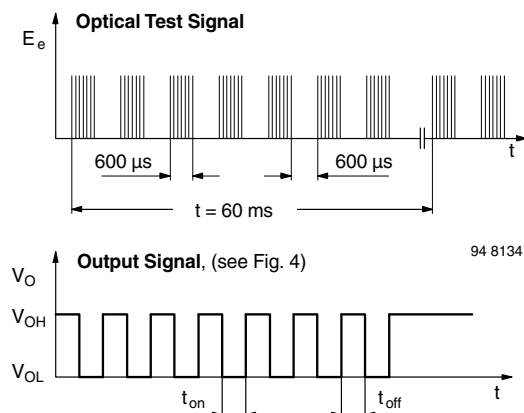 Optical Test Signal
E e
600 µs
600 µs
t
t = 60 ms
94 8134
Output Signal, (see Fig. 4)
V O
V OH
V OL
t on
t off
t